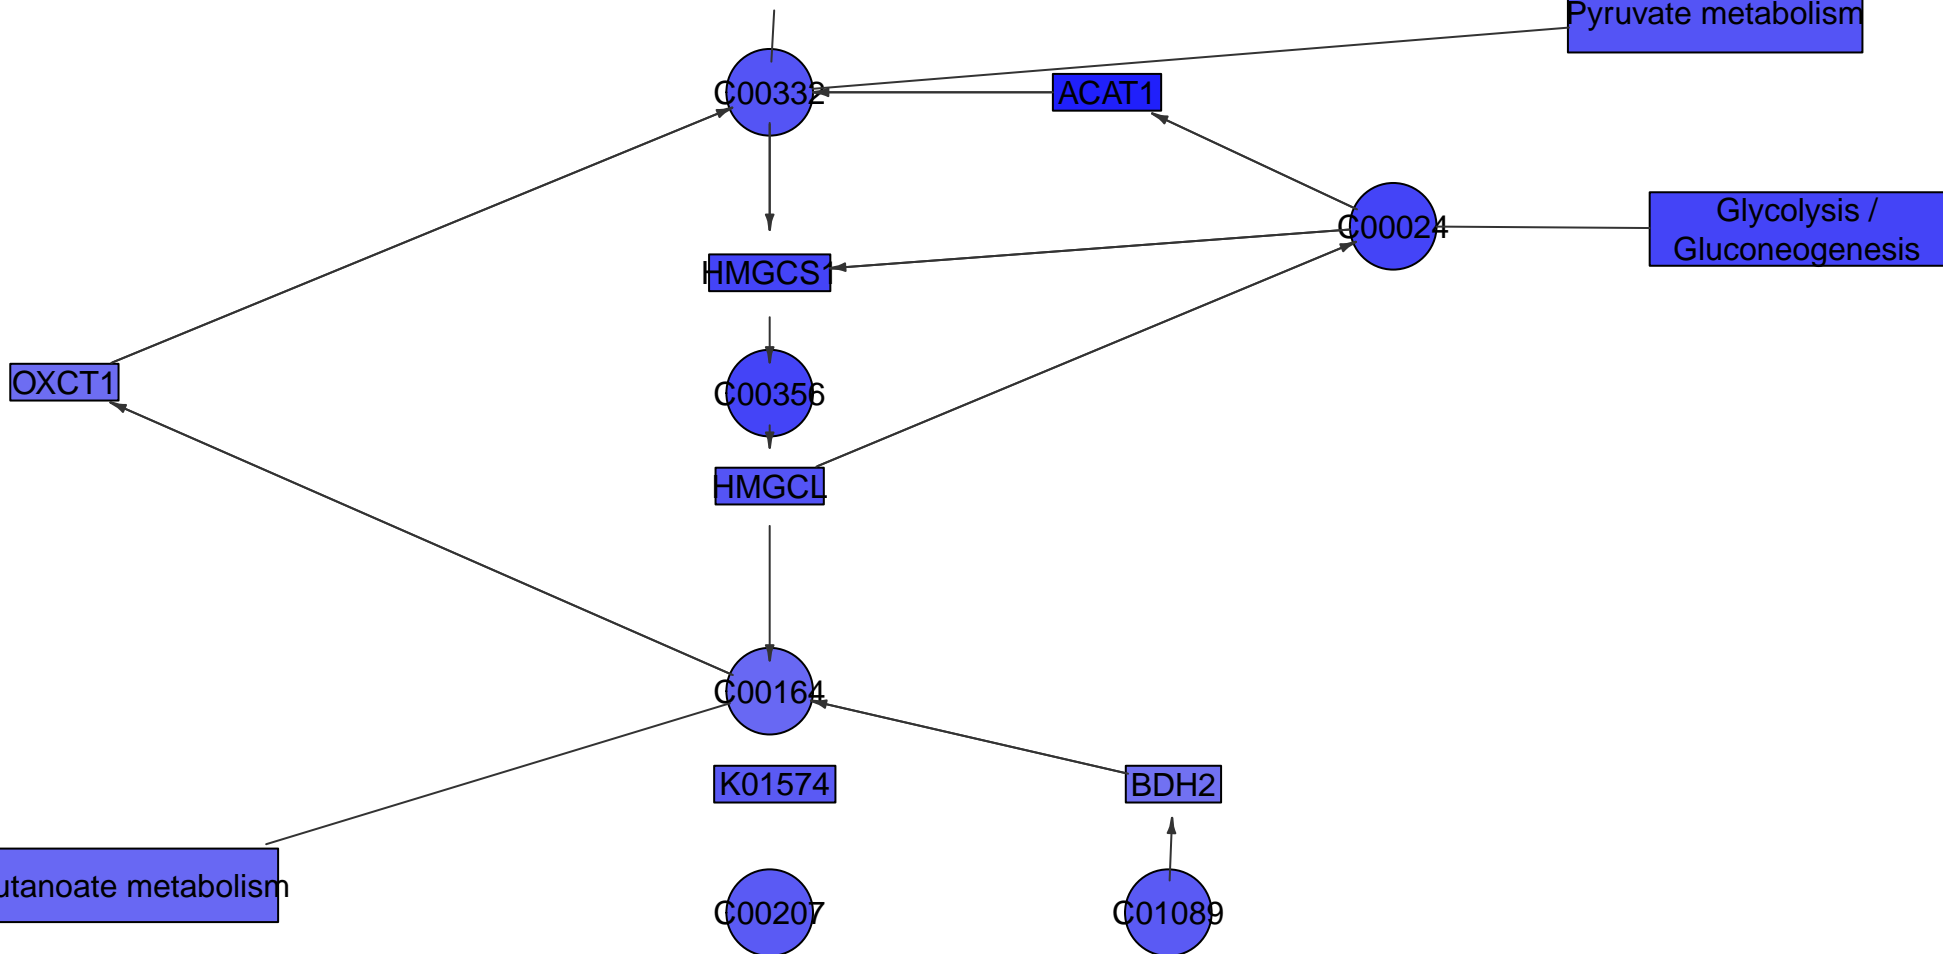 Pyruvate metabolism
C00332
ACAT1
Glycolysis /
Gluconeogenesis
C00024
HMGCS1
OXCT1
C00356
HMGCL
C00164
K01574
BDH2
utanoate metabolism
C00207
C01089